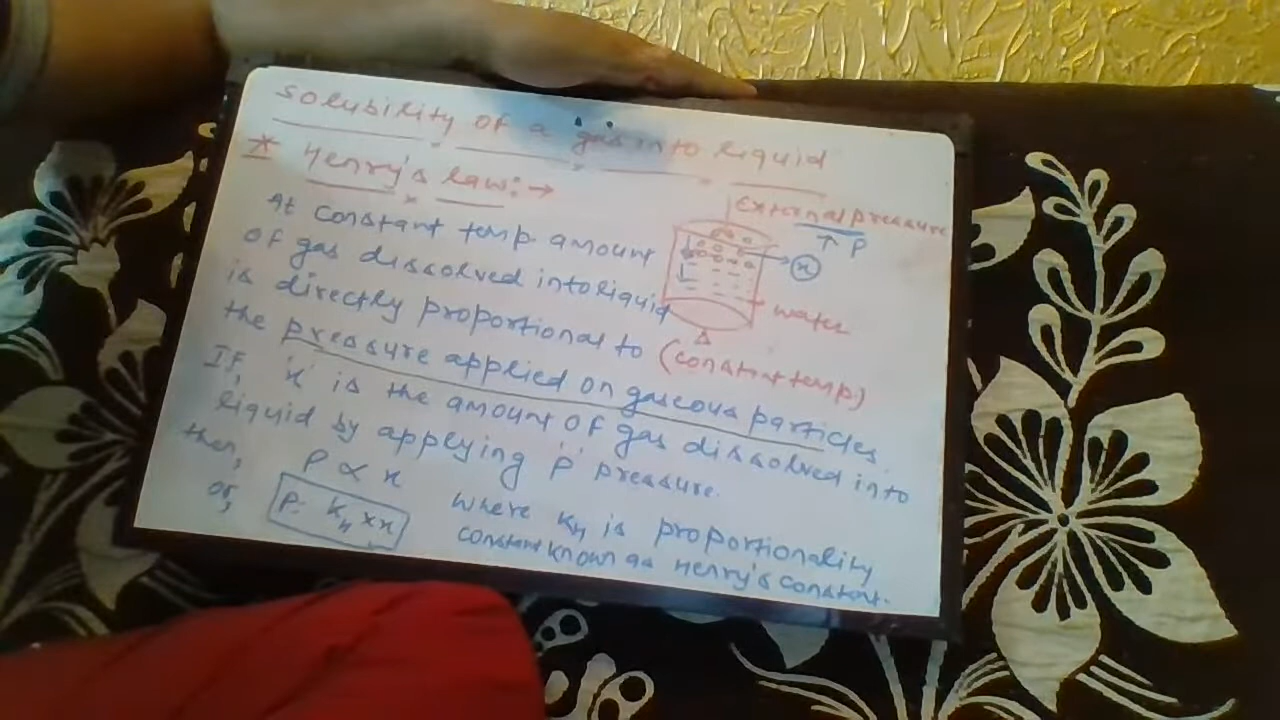 solubility of a gas into liquid
* Henry's law:→
External pressure
↑ P
At constant temp. amount
of gas dissolved into liquid
(x)
is directly proportional to
water
Δ
(constant temp)
the pressure applied on gaseous particles
If, 'x' is the amount of gas dissolved into
liquid by applying 'p' pressure.
then, P ∝ x
or, P = KH × x
where KH is proportionality
constant known as Henry's constant.